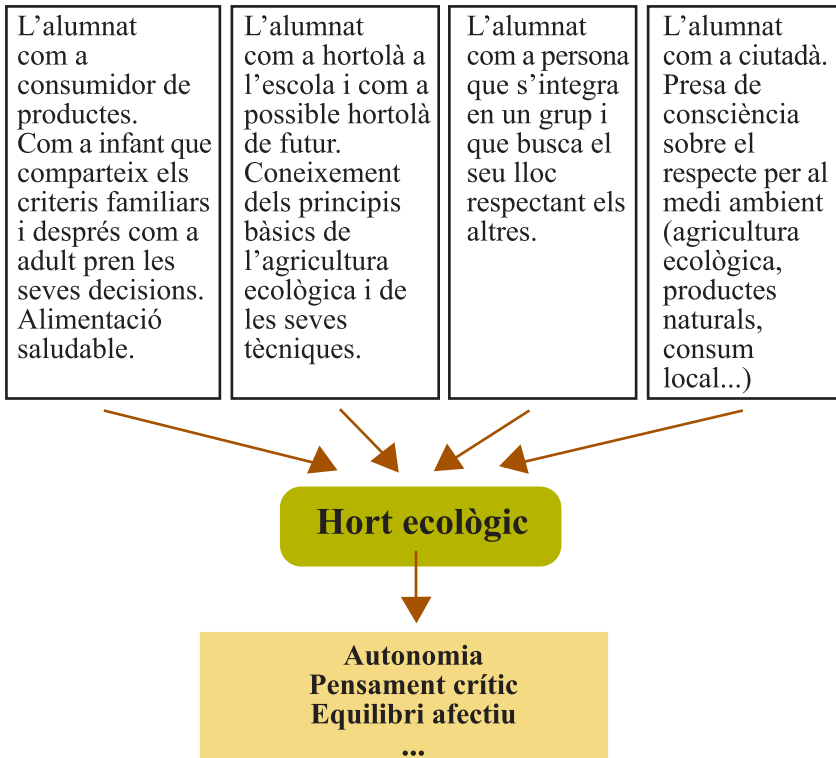 L’alumnat
com a
consumidor de
productes.
Com a infant que
comparteix els
criteris familiars
i després com a
adult pren les
seves decisions.
Alimentació
saludable.
L’alumnat
com a hortolà a
l’escola i com a
possible hortolà
de futur.
Coneixement
dels principis
bàsics de
l’agricultura
ecològica i de
les seves
tècniques.
L’alumnat
com a persona
que s’integra
en un grup i
que busca el
seu lloc
respectant els
altres.
L’alumnat
com a ciutadà.
Presa de
consciència
sobre el
respecte per al
medi ambient
(agricultura
ecològica,
productes
naturals,
consum
local...)
Hort ecològic
Autonomia
Pensament crític
Equilibri afectiu
...